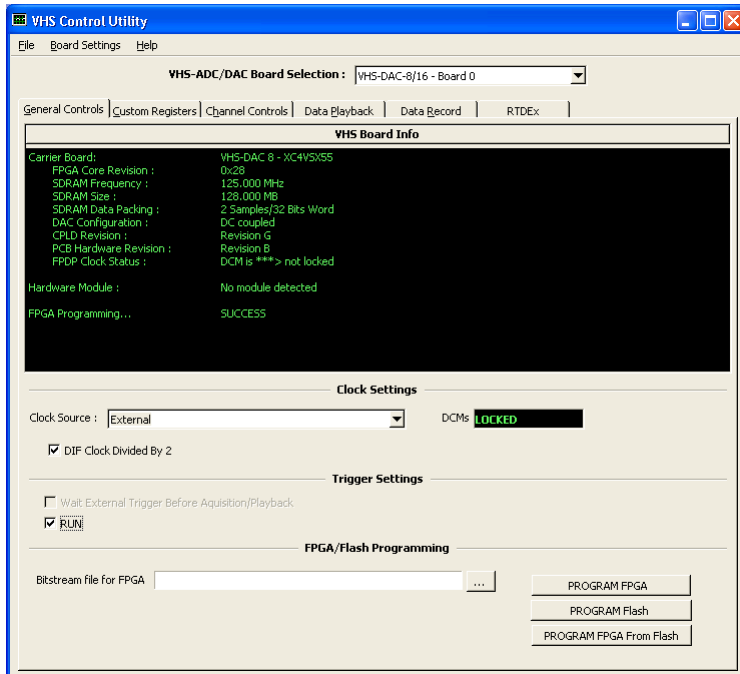 VHS Control Utility
File Board Settings Help
VHS-ADC/DAC Board Selection : VHS-DAC-8/16 - Board 0
General Controls Custom Registers Channel Controls Data Playback Data Record RTDEx
VHS Board Info
Carrier Board: VHS-DAC 8 - XC4VSX55
FPGA Core Revision : 0x28
SDRAM Frequency : 125.000 MHz
SDRAM Size : 128.000 MB
SDRAM Data Packing : 2 Samples/32 Bits Word
DAC Configuration : DC coupled
CPLD Revision : Revision G
PCB Hardware Revision : Revision B
FPDP Clock Status : DCM is ***> not locked
Hardware Module : No module detected
FPGA Programming... SUCCESS
Clock Settings
Clock Source : External DCMs LOCKED
DIF Clock Divided By 2
Trigger Settings
Wait External Trigger Before Aquisition/Playback
RUN
FPGA/Flash Programming
Bitstream file for FPGA ... PROGRAM FPGA
PROGRAM Flash
PROGRAM FPGA From Flash